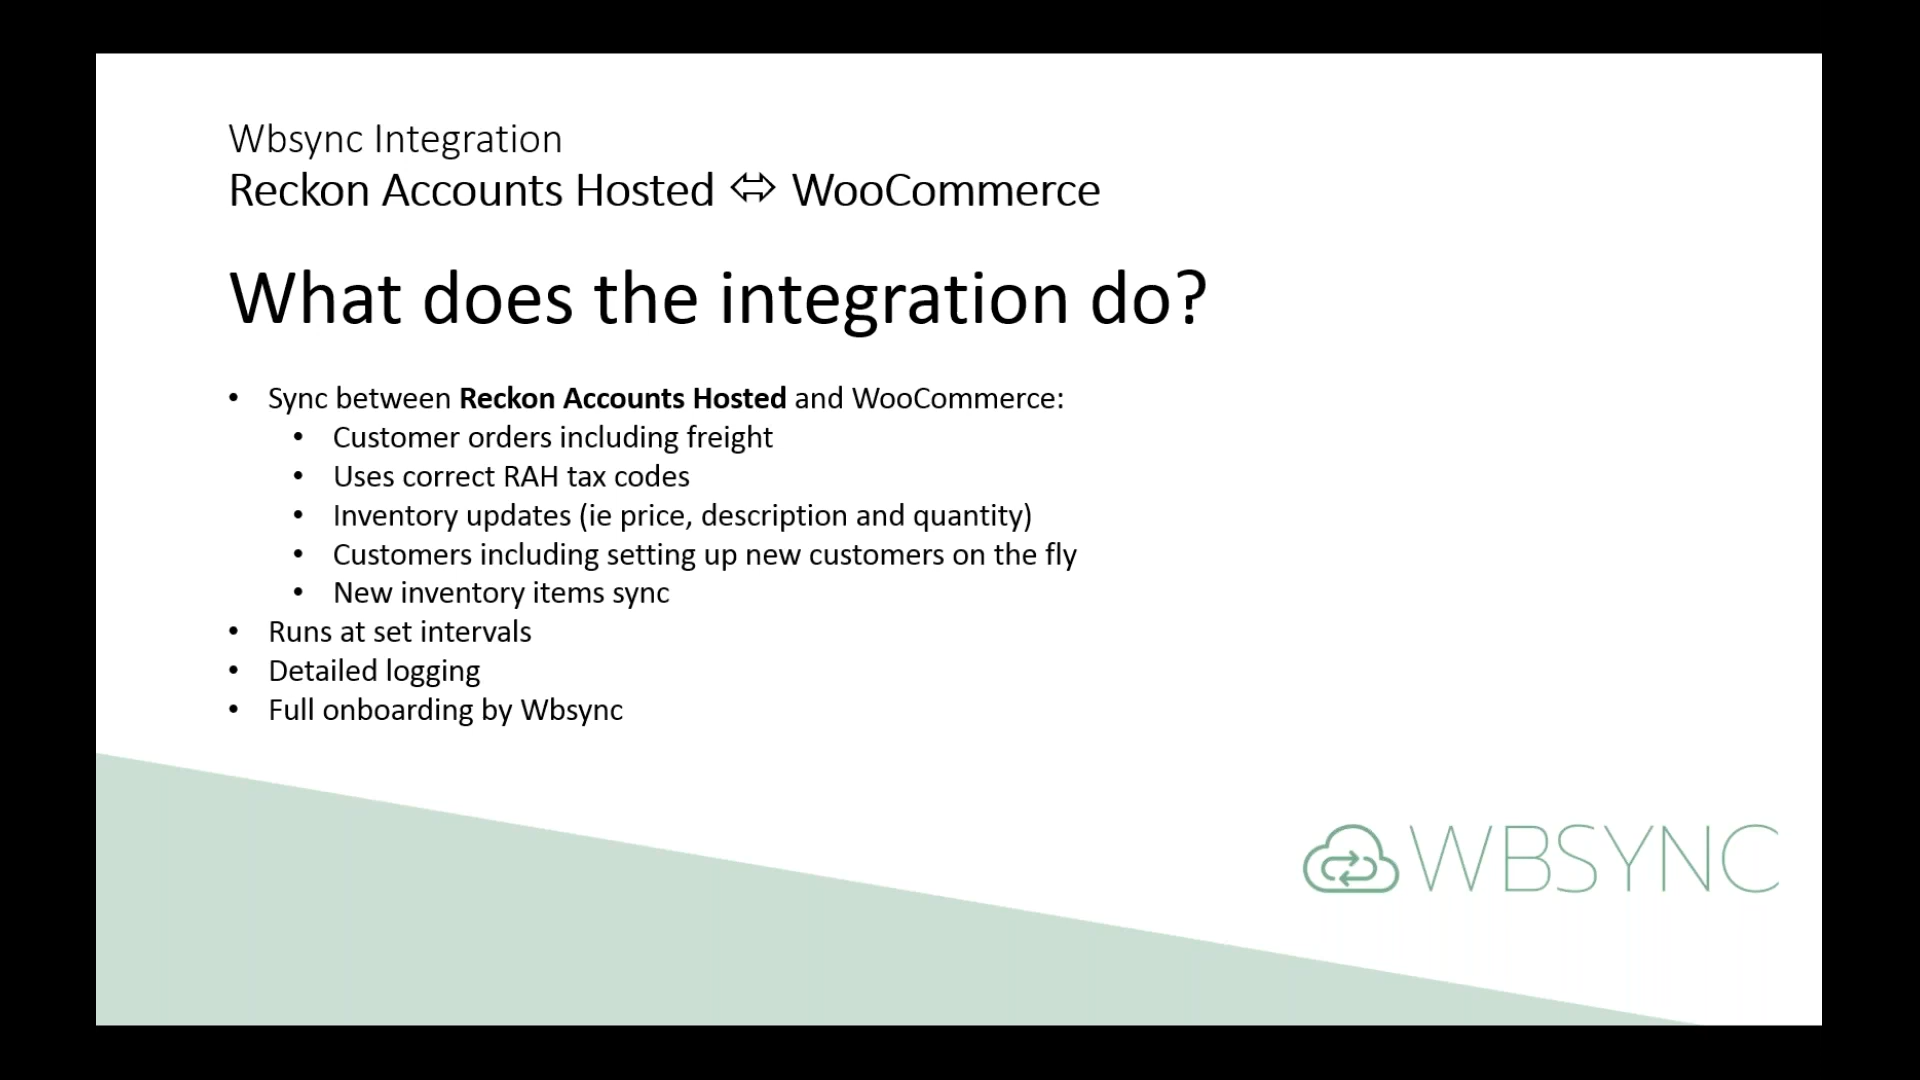 Wbsync Integration
Reckon Accounts Hosted ⬄ WooCommerce
What does the integration do?
• Sync between Reckon Accounts Hosted and WooCommerce:
• Customer orders including freight
• Uses correct RAH tax codes
• Inventory updates (ie price, description and quantity)
• Customers including setting up new customers on the fly
• New inventory items sync
• Runs at set intervals
• Detailed logging
• Full onboarding by Wbsync
WBSYNC